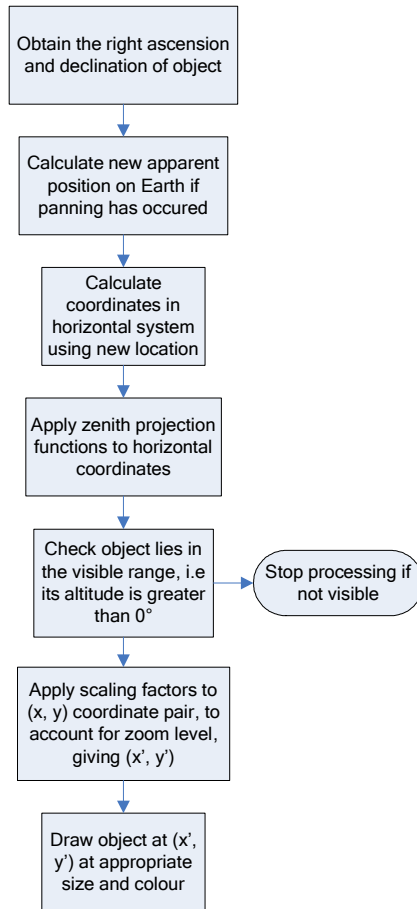 Obtain the right ascension
and declination of object
Calculate new apparent
position on Earth if
panning has occured
Calculate
coordinates in
horizontal system
using new location
Apply zenith projection
functions to horizontal
coordinates
Check object lies in
the visible range, i.e
its altitude is greater
than 0°
Stop processing if
not visible
Apply scaling factors to
(x, y) coordinate pair, to
account for zoom level,
giving (x’, y’)
Draw object at (x’,
y’) at appropriate
size and colour